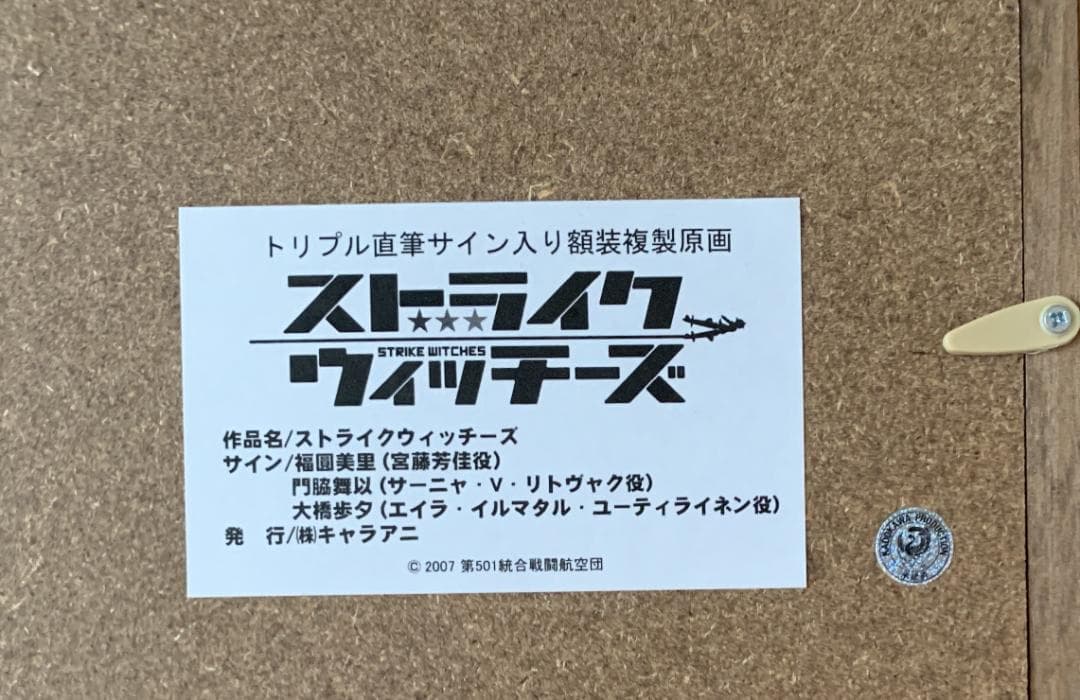 トリプル直筆サイン入り額装複製原画
ストライク
STRIKE WITCHES
ウィッチーズ
作品名/ストライクウィッチーズ
サイン/福圓美里(宮藤芳佳役)
門脇舞以(サーニャ・V・リトヴャク役)
大橋歩夕(エイラ・イルマタル・ユーティライネン役)
発 行/㈱キャラアニ
© 2007 第501統合戦闘航空団
KADOKAWA PRODUCTION